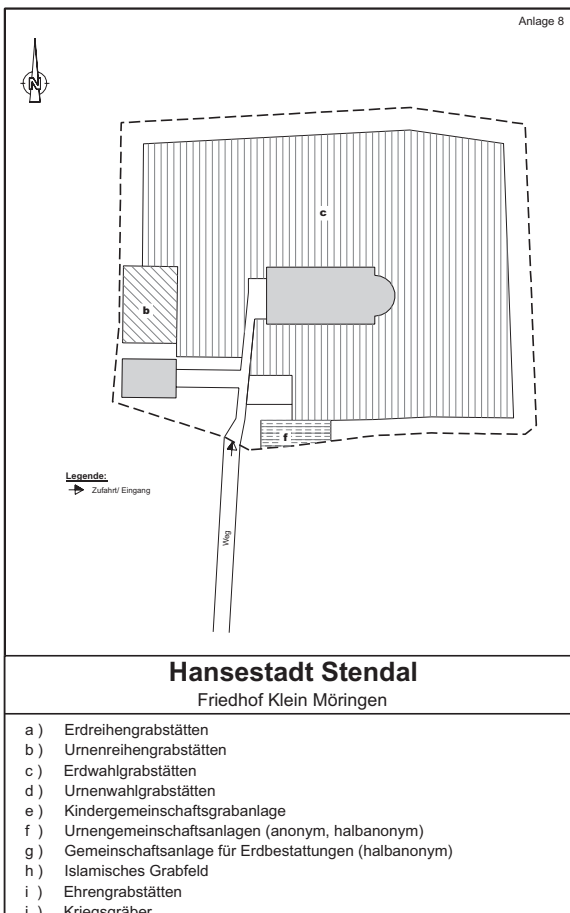 Anlage 8
N
c
b
f
Legende:
Zufahrt/ Eingang
Weg
Hansestadt Stendal
Friedhof Klein Möringen
a ) Erdreihengrabstätten
b ) Urnenreihengrabstätten
c ) Erdwahlgrabstätten
d ) Urnenwahlgrabstätten
e ) Kindergemeinschaftsgrabanlage
f ) Urnengemeinschaftsanlagen (anonym, halbanonym)
g ) Gemeinschaftsanlage für Erdbestattungen (halbanonym)
h ) Islamisches Grabfeld
i ) Ehrengrabstätten
j ) Kriegsgräber